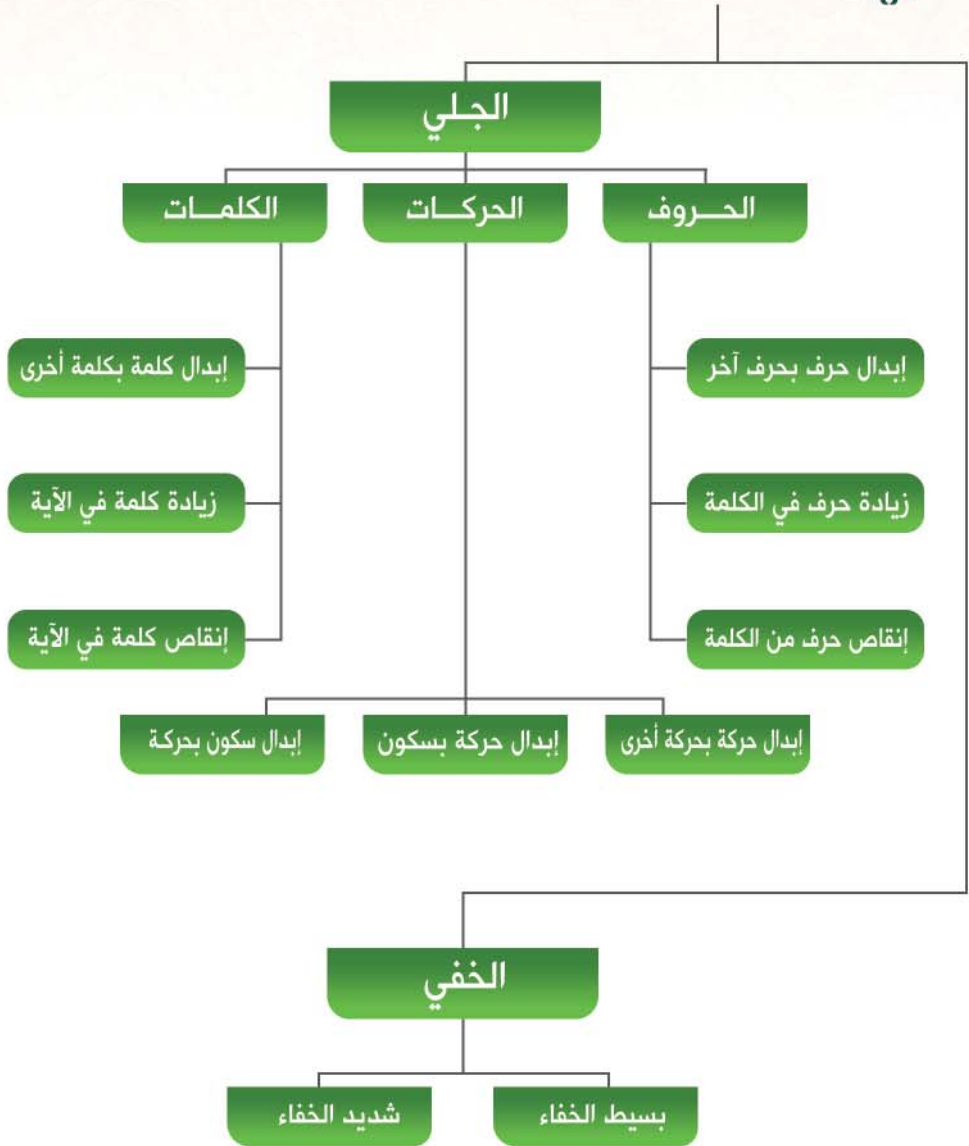 الجلي
الحروف
الحركات
الكلمات
إبدال حرف بحرف آخر
زيادة حرف في الكلمة
إنقاص حرف من الكلمة
إبدال حركة بحركة أخرى
إبدال حركة بسكون
إبدال سكون بحركة
إبدال كلمة بكلمة أخرى
زيادة كلمة في الآية
إنقاص كلمة في الآية
الخفي
بسيط الخفاء
شديد الخفاء